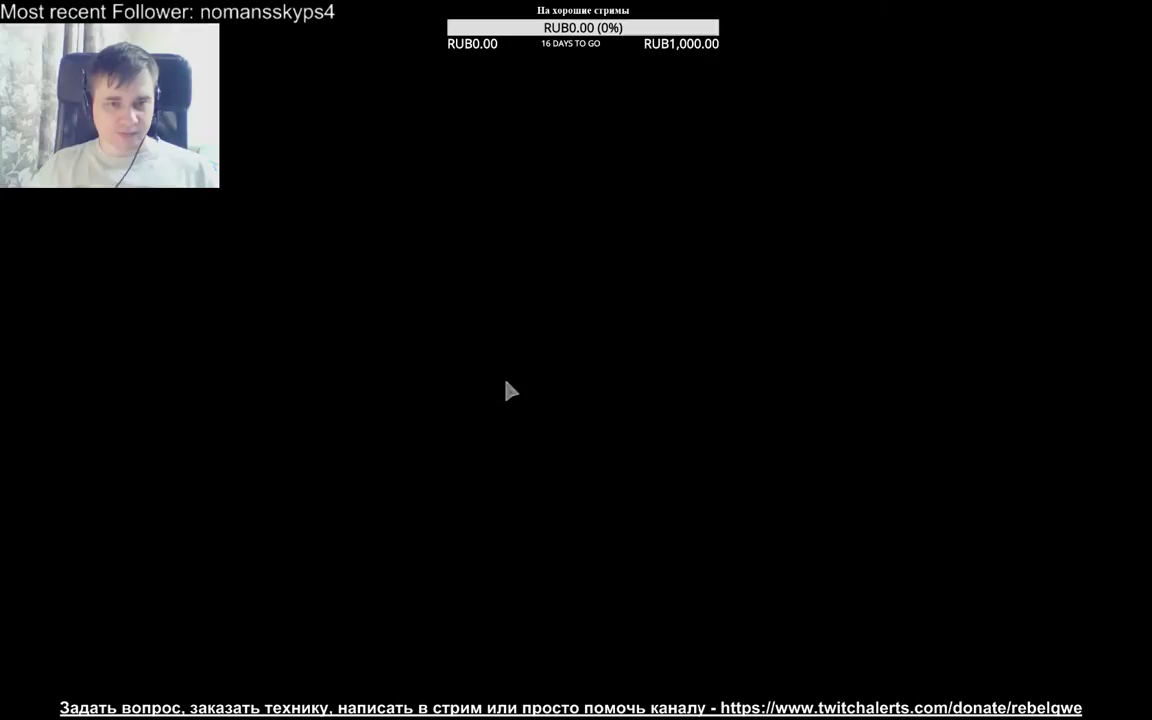 Most recent Follower: nomansskyps4
На хорошие стримы
RUB0.00 (0%)
RUB0.00 16 DAYS TO GO RUB1,000.00
Задать вопрос, заказать технику, написать в стрим или просто помочь каналу - https://www.twitchalerts.com/donate/rebelgwe